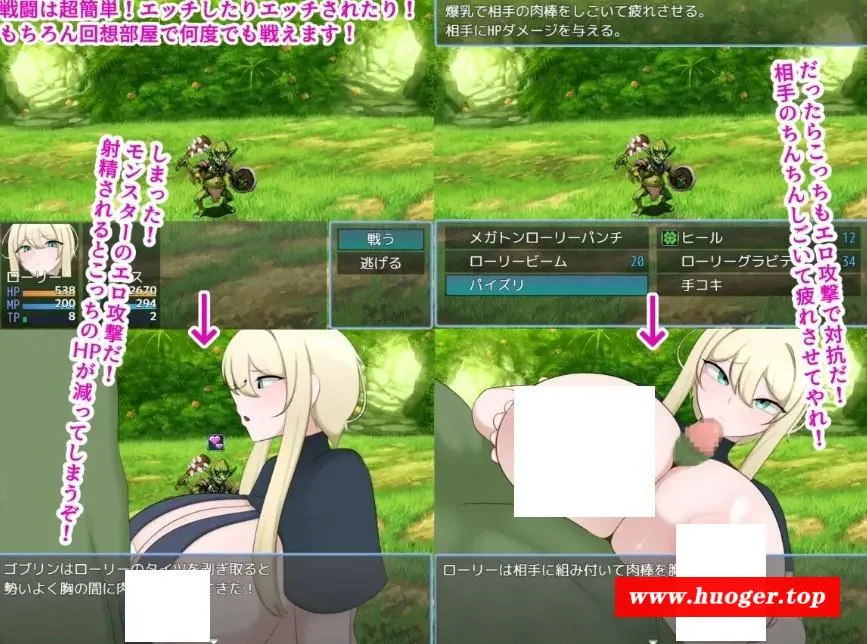 戦闘は超簡単！エッチしたりエッチされたり！
もちろん回想部屋で何度でも戦えます！
しまった！
モンスターのエロ攻撃だ！
射精されるとこっちのHPが減ってしまうぞ！
戦う
逃げる
ローリー
ス
HP 538
2670
MP 200
294
TP 8
2
爆乳で相手の肉棒をしごいて疲れさせる。
相手にHPダメージを与える。
だったらこっちもエロ攻撃で対抗だ！
相手のちんちんしごいて疲れさせてやれ！
メガトンローリーパンチ
ヒール 12
ローリービーム 20
ローリーグラビテ 34
パイズリ
手コキ
ゴブリンはローリーのタイツを剥ぎ取ると
勢いよく胸の間に肉 てきた！
ローリーは相手に組み付いて肉棒を胸
www.huoger.top